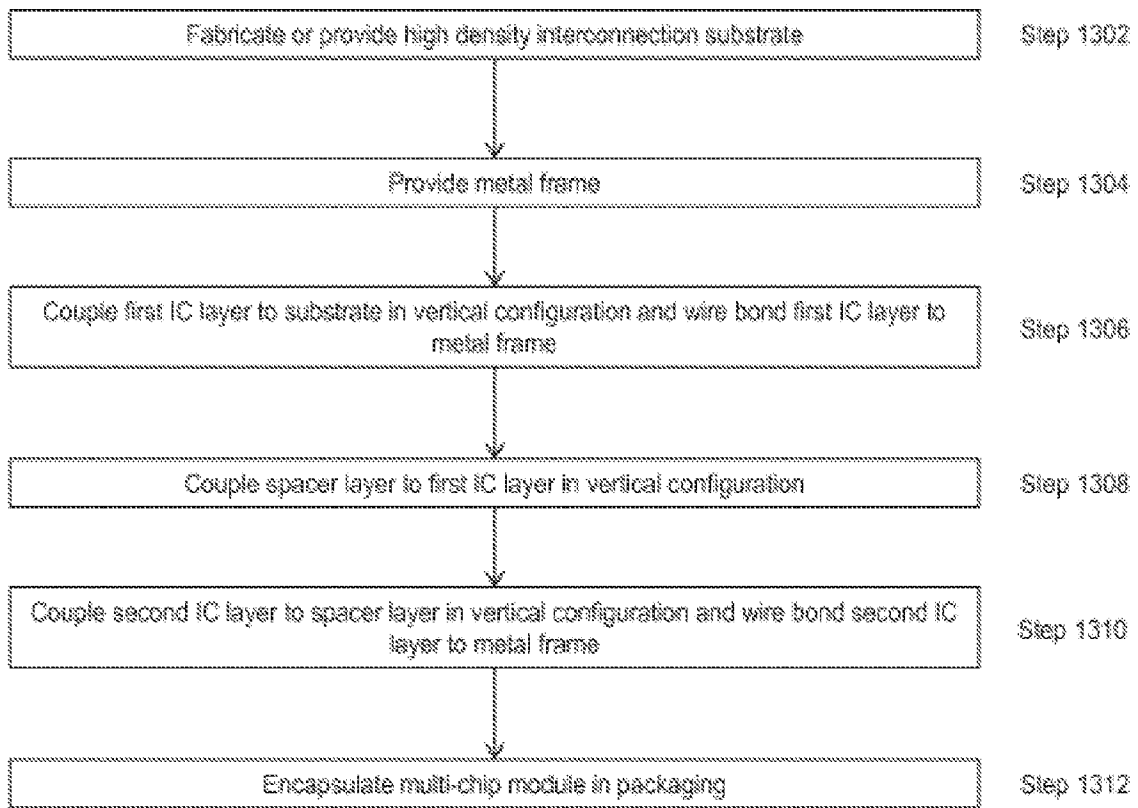 Fabricate or provide high density interconnection substrate
Step 1302
Provide metal frame
Step 1304
Couple first IC layer to substrate in vertical configuration and wire bond first IC layer to
metal frame
Step 1306
Couple spacer layer to first IC layer in vertical configuration
Step 1308
Couple second IC layer to spacer layer in vertical configuration and wire bond second IC
layer to metal frame
Step 1310
Encapsulate multi-chip module in packaging
Step 1312